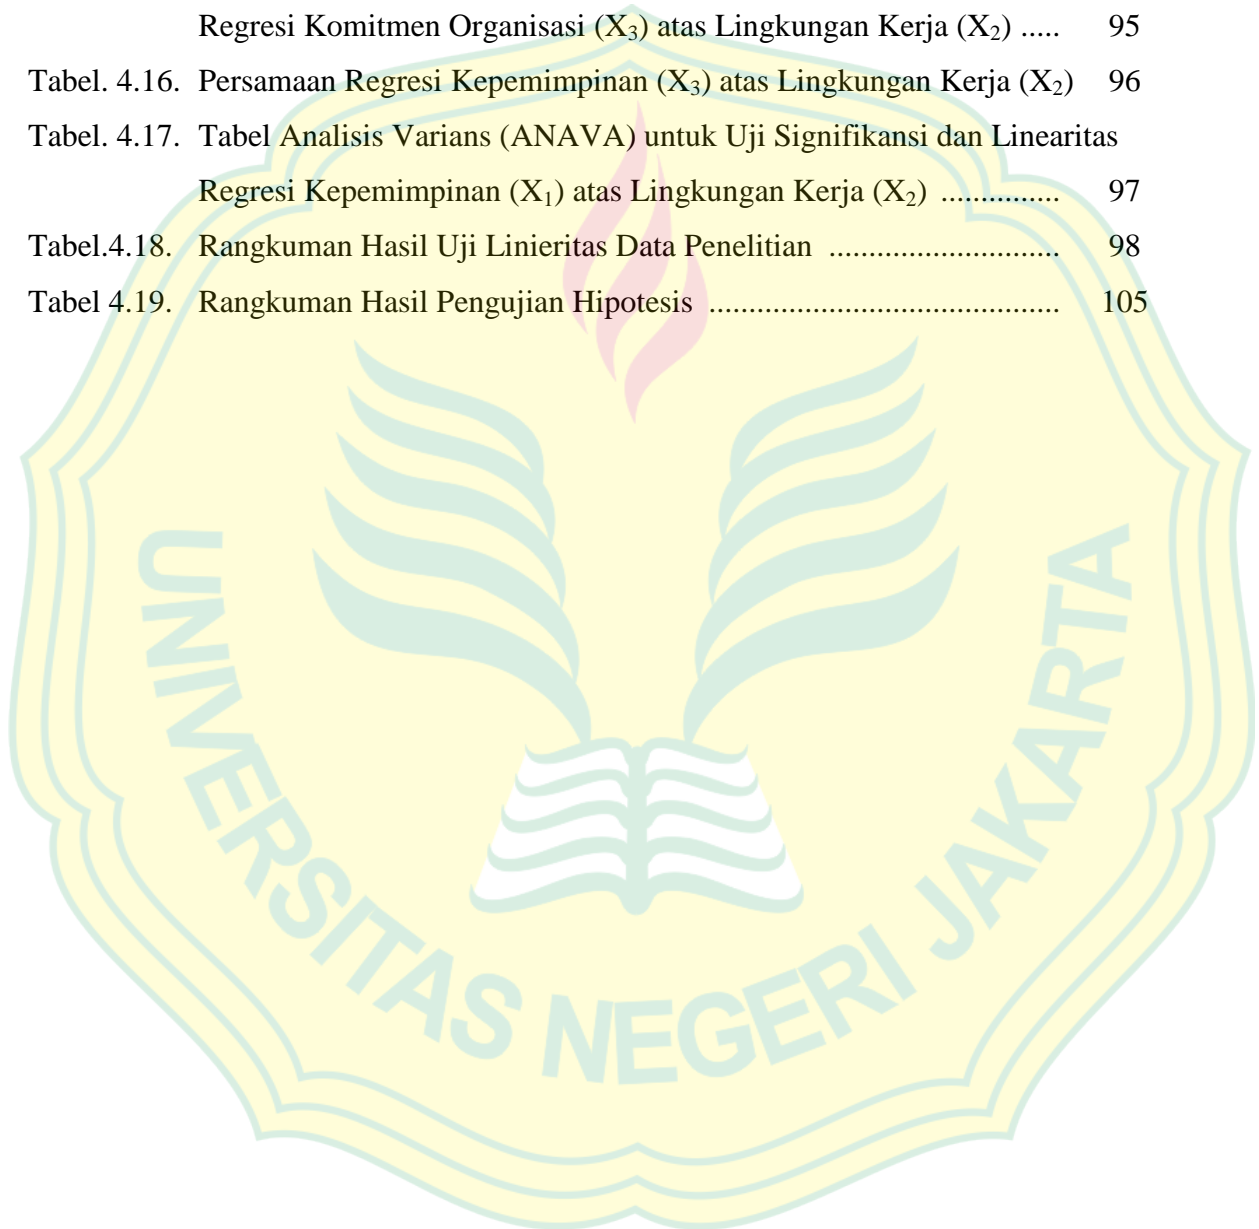 Regresi Komitmen Organisasi (X₃) atas Lingkungan Kerja (X₂) ..... 95
Tabel. 4.16. Persamaan Regresi Kepemimpinan (X₃) atas Lingkungan Kerja (X₂) 96
Tabel. 4.17. Tabel Analisis Varians (ANAVA) untuk Uji Signifikansi dan Linearitas
Regresi Kepemimpinan (X₁) atas Lingkungan Kerja (X₂) ............... 97
Tabel.4.18. Rangkuman Hasil Uji Linieritas Data Penelitian ............................. 98
Tabel 4.19. Rangkuman Hasil Pengujian Hipotesis ............................................ 105
UNIVERSITAS NEGERI JAKARTA